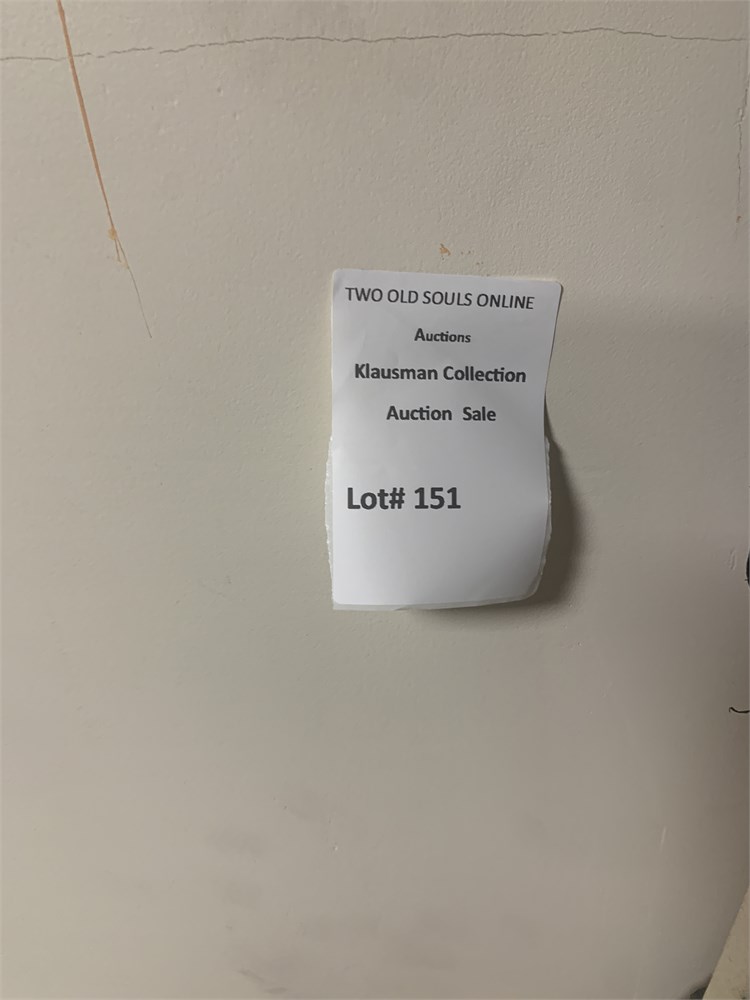 TWO OLD SOULS ONLINE
Auctions
Klausman Collection
Auction Sale
Lot# 151